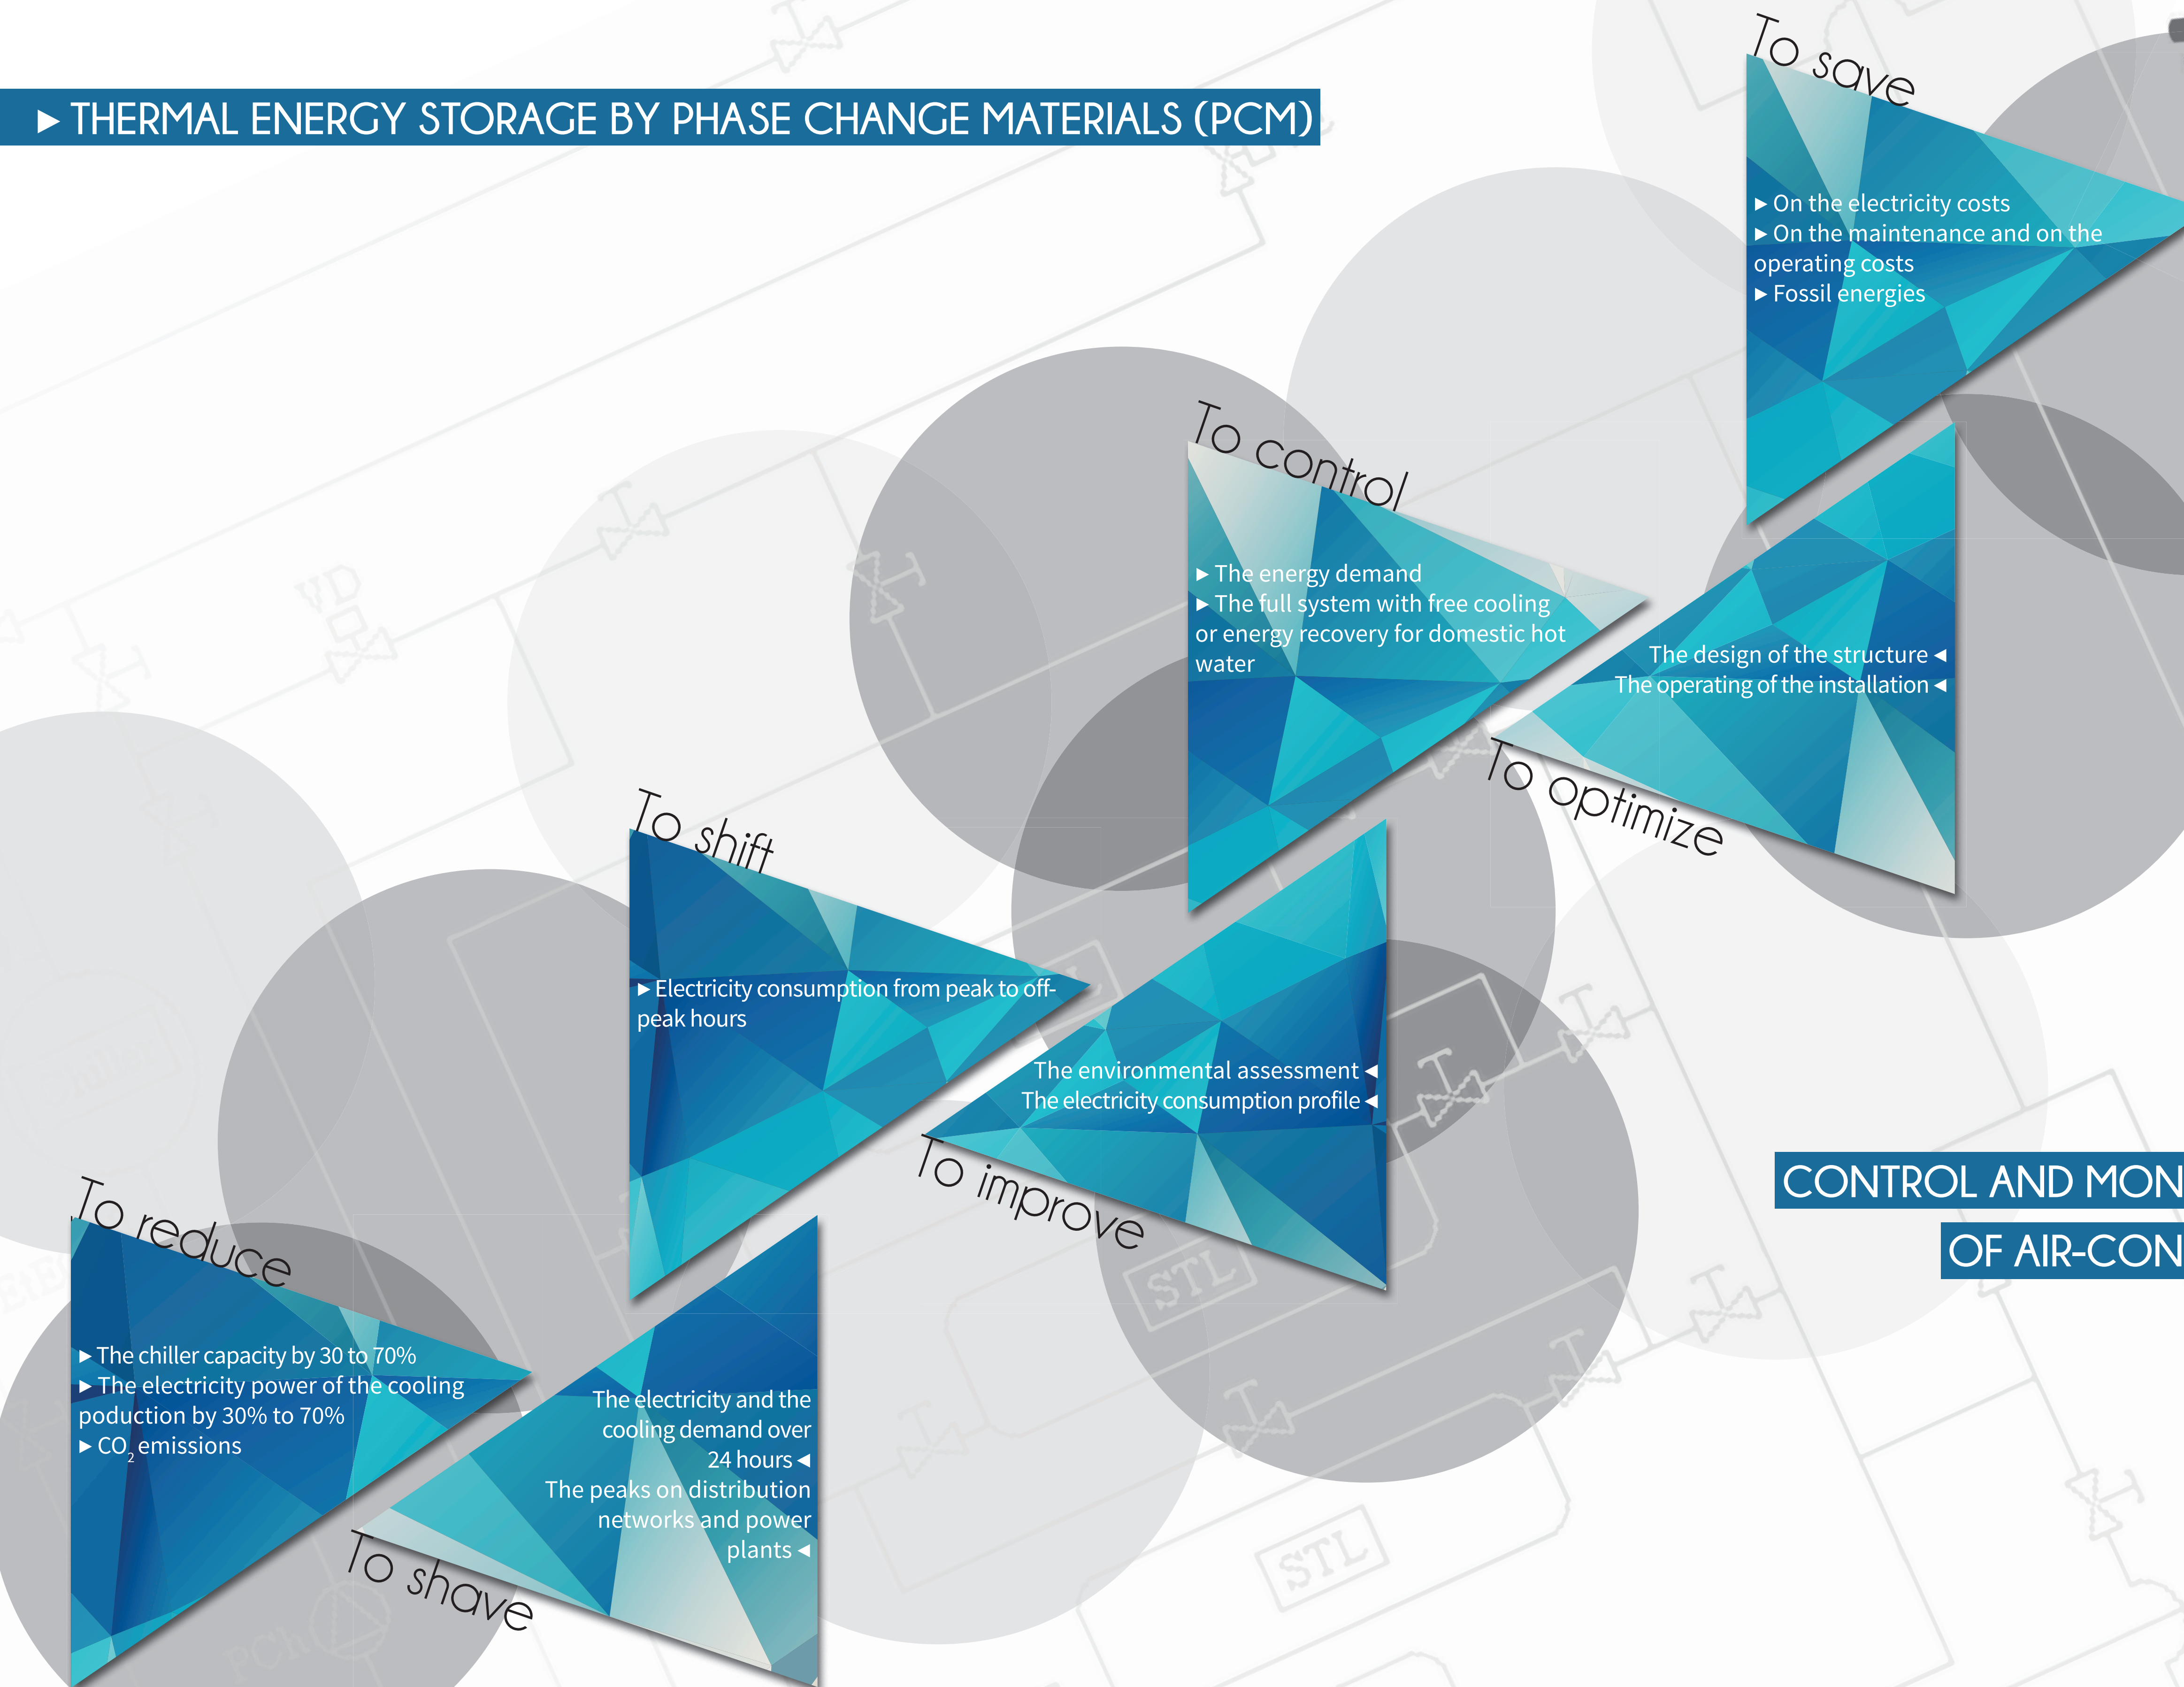 ▶ THERMAL ENERGY STORAGE BY PHASE CHANGE MATERIALS (PCM)
To save
▶ On the electricity costs
▶ On the maintenance and on the
operating costs
▶ Fossil energies
To control
▶ The energy demand
▶ The full system with free cooling
or energy recovery for domestic hot
water
The design of the structure ◀
The operating of the installation ◀
To optimize
To shift
▶ Electricity consumption from peak to off-
peak hours
The environmental assessment ◀
The electricity consumption profile ◀
To improve
To reduce
▶ The chiller capacity by 30 to 70%
▶ The electricity power of the cooling
poduction by 30% to 70%
▶ CO2 emissions
The electricity and the
cooling demand over
24 hours ◀
The peaks on distribution
networks and power
plants ◀
To shave
CONTROL AND MON
OF AIR-CON
VD
STL
STL
PCh